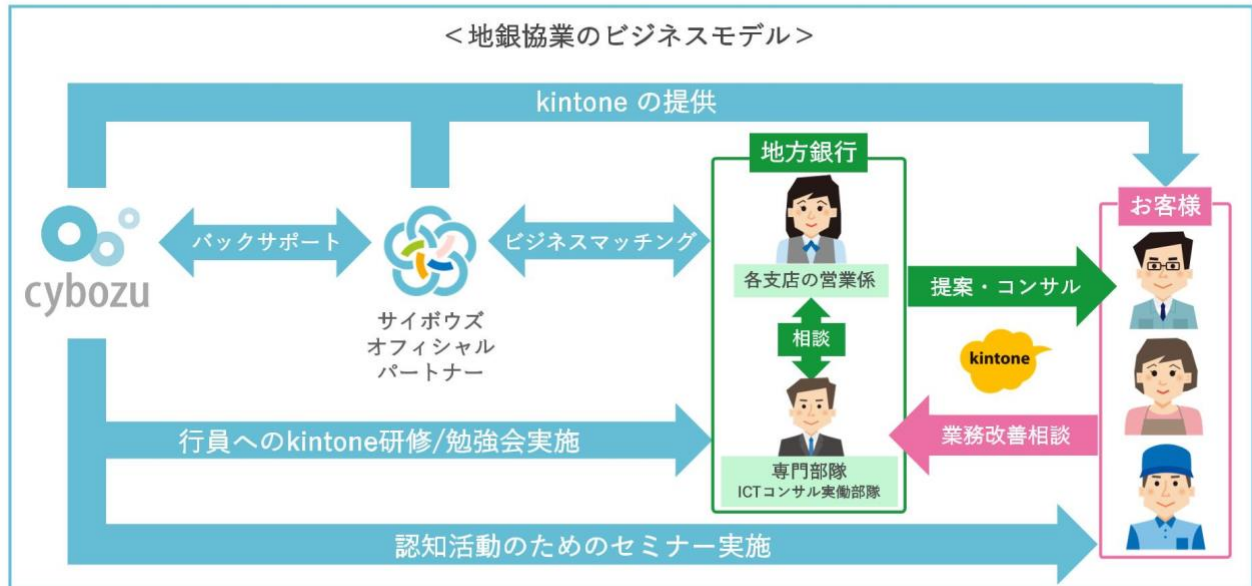 ＜地銀協業のビジネスモデル＞
kintone の提供
地方銀行
お客様
cybozu
バックサポート
サイボウズ
オフィシャル
パートナー
ビジネスマッチング
各支店の営業係
相談
専門部隊
ICTコンサル実働部隊
提案・コンサル
kintone
業務改善相談
行員へのkintone研修/勉強会実施
認知活動のためのセミナー実施